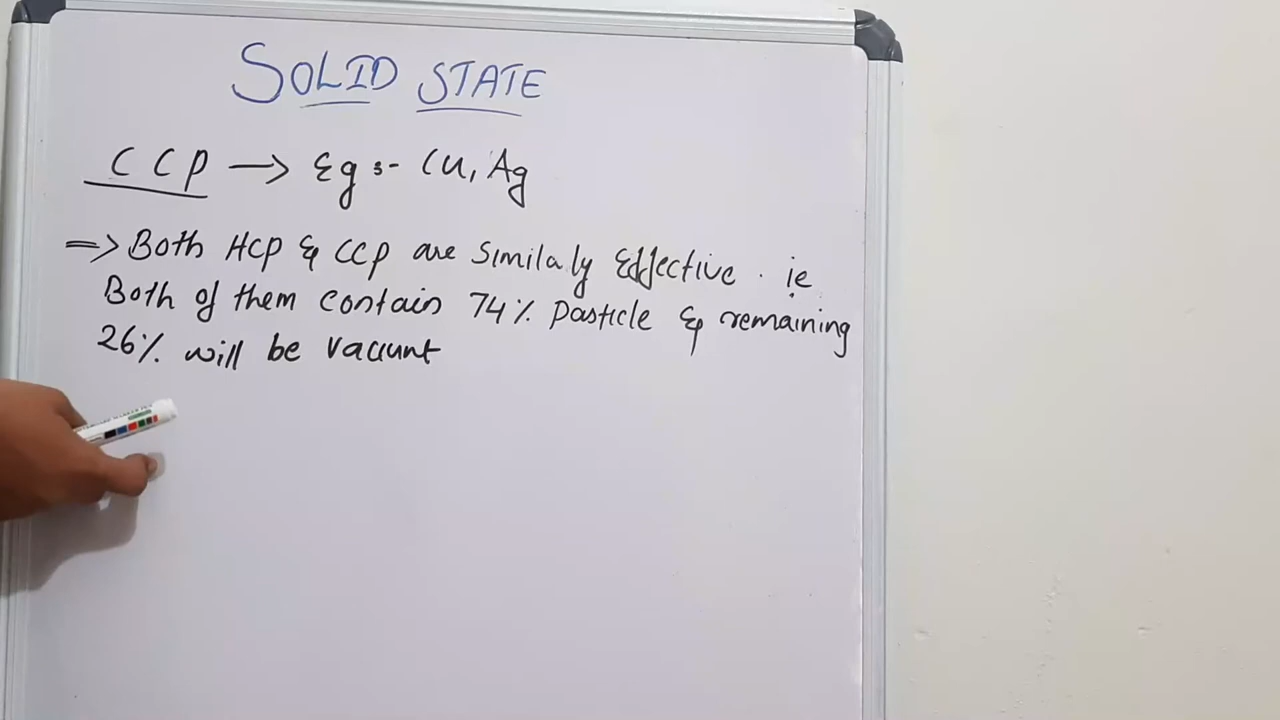 SOLID STATE
CCP → Eg :- Cu, Ag
⇒ Both HCP & CCP are Similaly Effective . ie
Both of them contain 74% Pasticle & remaining
26% will be vacunt